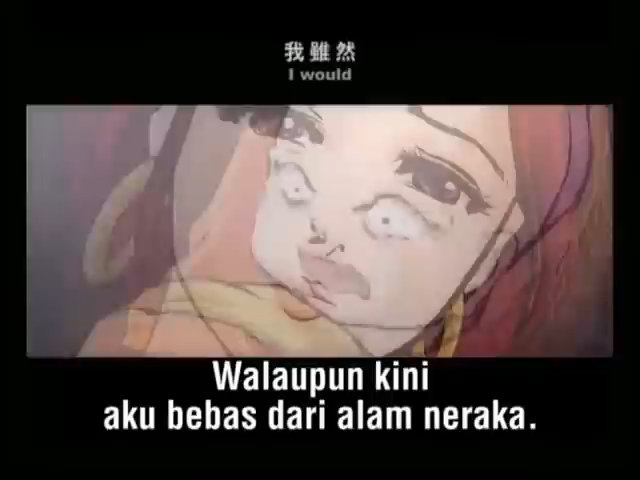 我雖然
I would
Walaupun kini
aku bebas dari alam neraka.